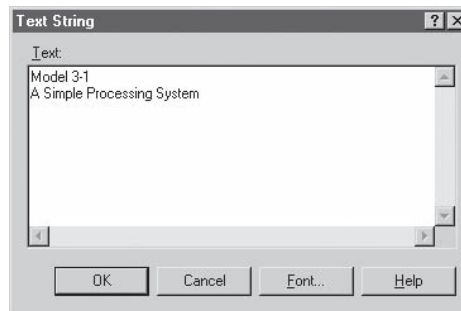 Text String
? ×
Text:
Model 3-1
A Simple Processing System
OK Cancel Font... Help